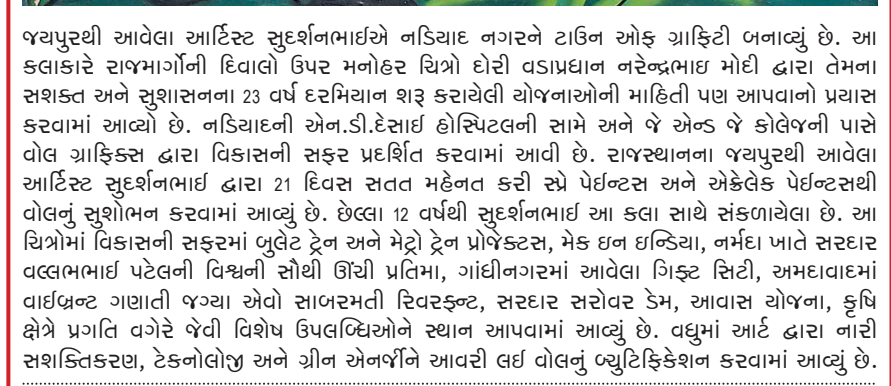 જયપુરથી આવેલા આર્ટિસ્ટ સુદર્શનભાઈએ નડિયાદ નગરને ટાઉન ઓફ ગ્રાફિટી બનાવ્યું છે. આ
કલાકારે રાજમાર્ગોની દિવાલો ઉપર મનોહર ચિત્રો દોરી વડાપ્રધાન નરેન્દ્રભાઇ મોદી દ્વારા તેમના
સશક્ત અને સુશાસનના 23 વર્ષ દરમિયાન શરૂ કરાયેલી યોજનાઓની માહિતી પણ આપવાનો પ્રયાસ
કરવામાં આવ્યો છે. નડિયાદની એન.ડી.દેસાઈ હોસ્પિટલની સામે અને જે એન્ડ જે કોલેજની પાસે
વોલ ગ્રાફિક્સ દ્વારા વિકાસની સફર પ્રદર્શિત કરવામાં આવી છે. રાજસ્થાનના જયપુરથી આવેલા
આર્ટિસ્ટ સુદર્શનભાઈ દ્વારા 21 દિવસ સતત મહેનત કરી સ્પ્રે પેઈન્ટસ અને એક્રેલેક પેઈન્ટસથી
વોલનું સુશોભન કરવામાં આવ્યું છે. છેલ્લા 12 વર્ષથી સુદર્શનભાઈ આ કલા સાથે સંકળાયેલા છે. આ
ચિત્રોમાં વિકાસની સફરમાં બુલેટ ટ્રેન અને મેટ્રો ટ્રેન પ્રોજેક્ટસ, મેક ઇન ઇન્ડિયા, નર્મદા ખાતે સરદાર
વલ્લભભાઈ પટેલની વિશ્વની સૌથી ઊંચી પ્રતિમા, ગાંધીનગરમાં આવેલા ગિફ્ટ સિટી, અમદાવાદમાં
વાઈબ્રન્ટ ગણાતી જગ્યા એવો સાબરમતી રિવરફ્ન્ટ, સરદાર સરોવર ડેમ, આવાસ યોજના, કૃષિ
ક્ષેત્રે પ્રગતિ વગેરે જેવી વિશેષ ઉપલબ્ધિઓને સ્થાન આપવામાં આવ્યું છે. વધુમાં આર્ટ દ્વારા નારી
સશક્તિકરણ, ટેકનોલોજી અને ગ્રીન એનર્જીને આવરી લઈ વોલનું બ્યુટિફિકેશન કરવામાં આવ્યું છે.